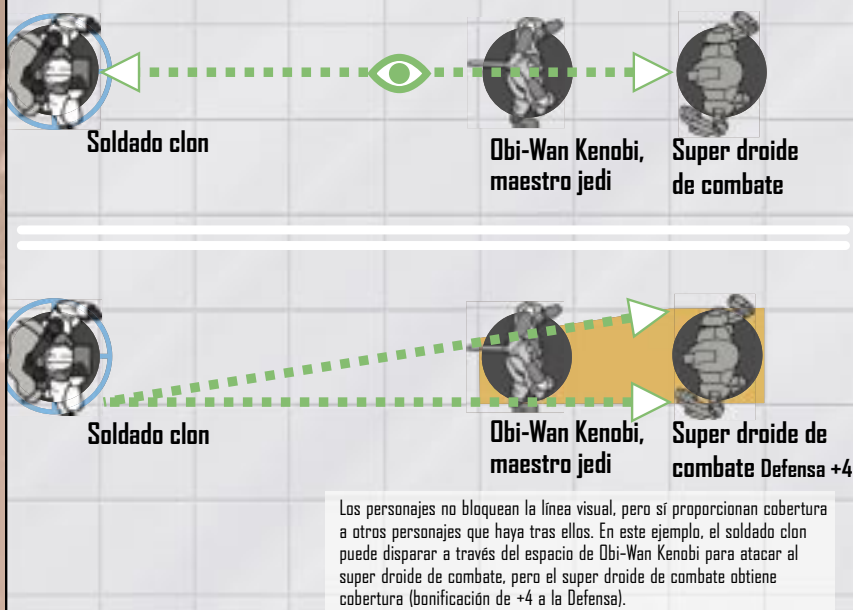 Soldado clon
Obi-Wan Kenobi,
maestro jedi
Super droide
de combate
Soldado clon
Obi-Wan Kenobi,
maestro jedi
Super droide de
combate Defensa +4
Los personajes no bloquean la línea visual, pero sí proporcionan cobertura
a otros personajes que haya tras ellos. En este ejemplo, el soldado clon
puede disparar a través del espacio de Obi-Wan Kenobi para atacar al
super droide de combate, pero el super droide de combate obtiene
cobertura (bonificación de +4 a la Defensa).